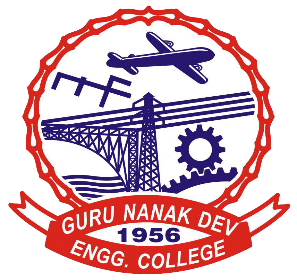 GURU NANAK DEV
1956
ENGG. COLLEGE